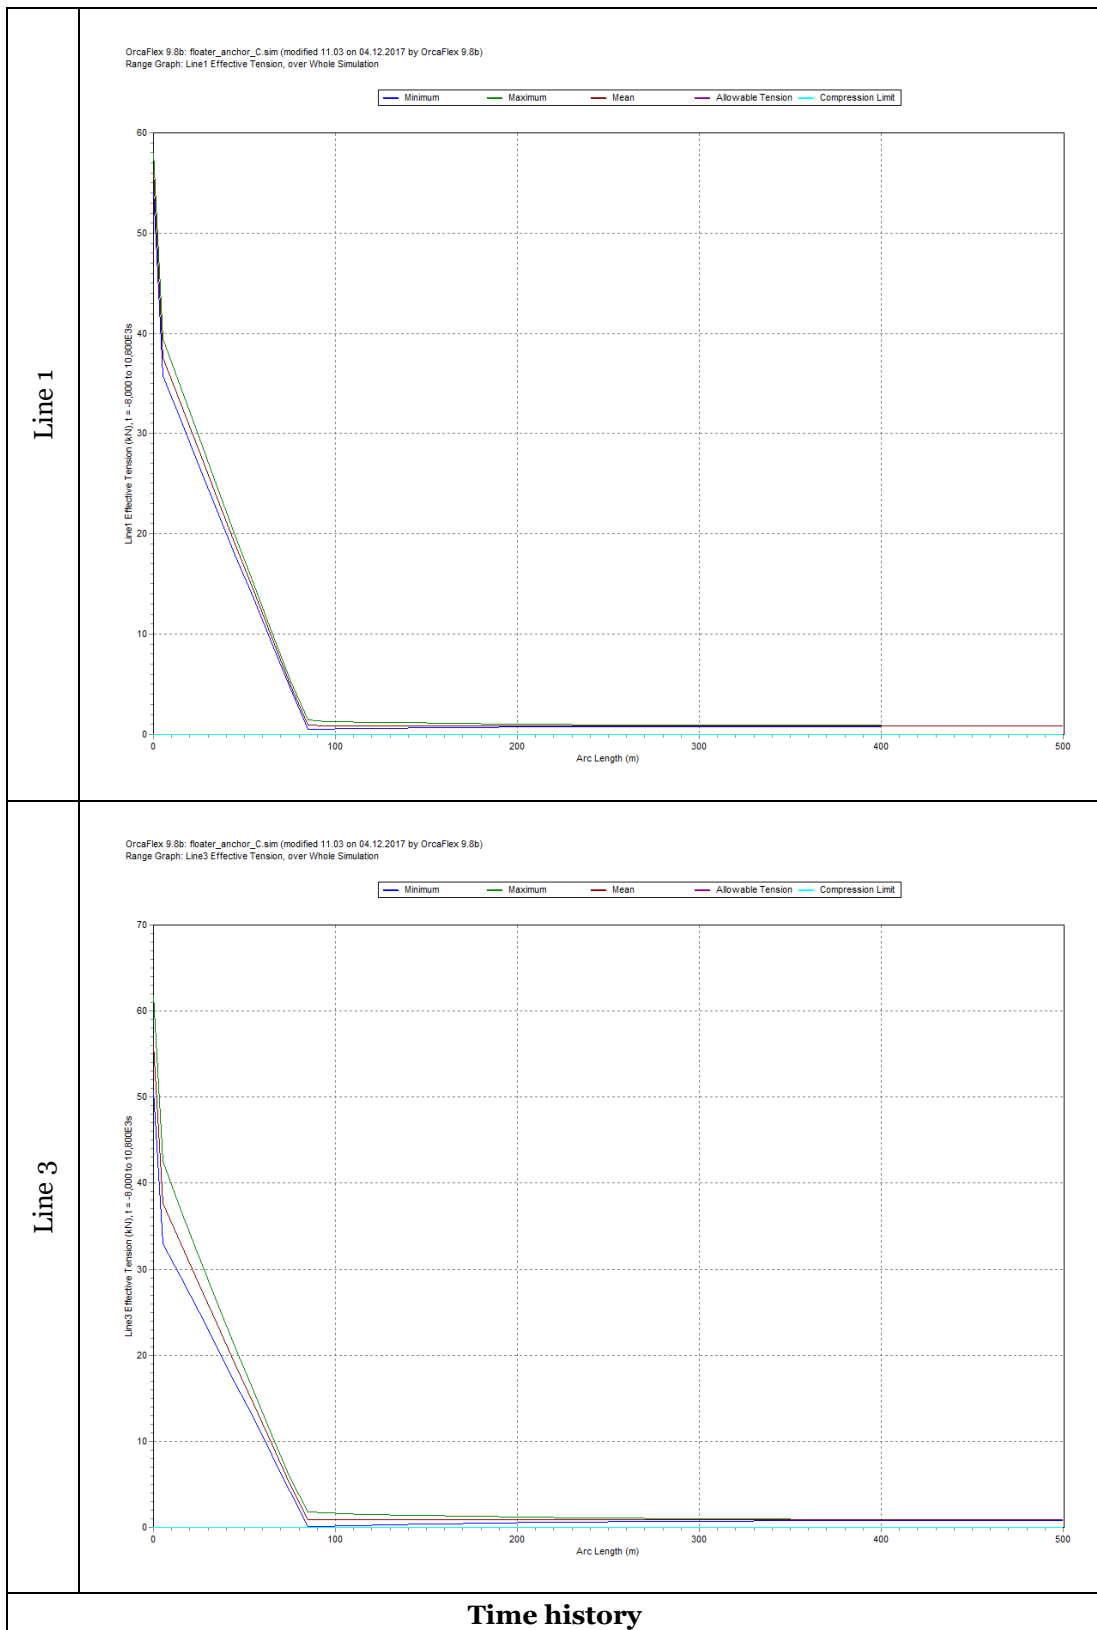 Line 1
OrcaFlex 9.8b: floater_anchor_C.sim (modified 11.03 on 04.12.2017 by OrcaFlex 9.8b)
Range Graph: Line1 Effective Tension, over Whole Simulation
Minimum Maximum Mean Allowable Tension Compression Limit
Line1 Effective Tension (kN), t = -8,000 to 10,800E3s
60
50
40
30
20
10
0
0 100 200 300 400 500
Arc Length (m)
Line 3
OrcaFlex 9.8b: floater_anchor_C.sim (modified 11.03 on 04.12.2017 by OrcaFlex 9.8b)
Range Graph: Line3 Effective Tension, over Whole Simulation
Minimum Maximum Mean Allowable Tension Compression Limit
Line3 Effective Tension (kN), t = -8,000 to 10,800E3s
70
60
50
40
30
20
10
0
0 100 200 300 400 500
Arc Length (m)
Time history